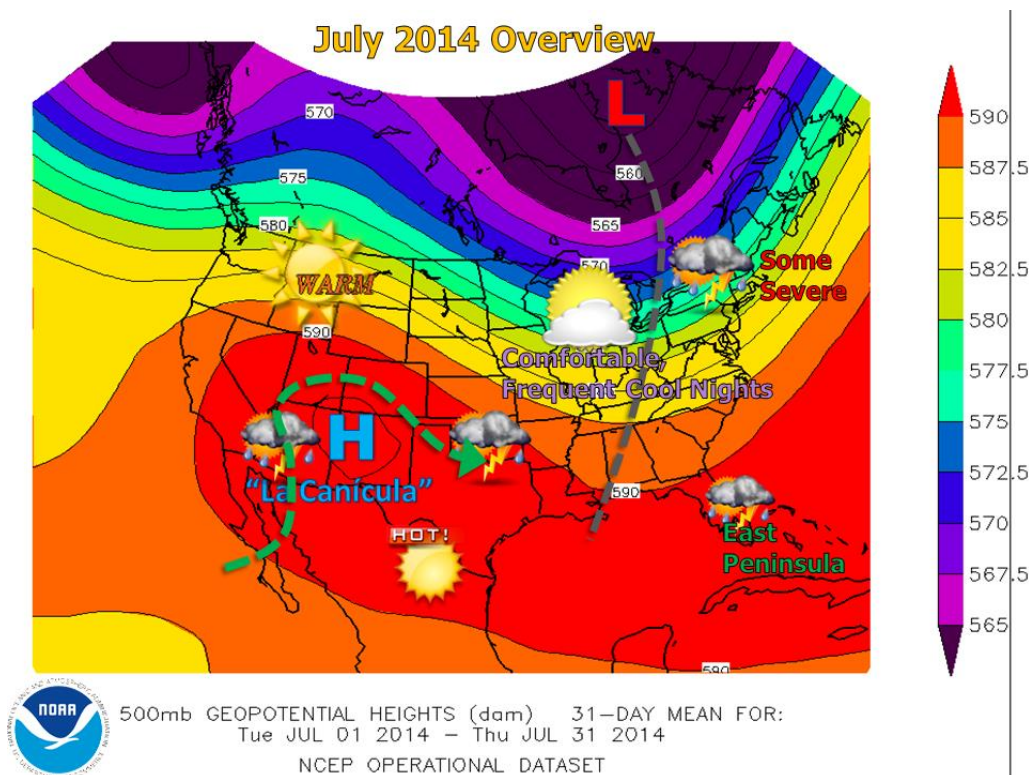 July 2014 Overview
L
570
560
575
565
580
570
WARM
Some
Severe
590
Comfortable,
Frequent Cool Nights
H
"La Canícula"
590
HOT!
East
Peninsula
590
590
587.5
585
582.5
580
577.5
575
572.5
570
567.5
565
NOAA
500mb GEOPOTENTIAL HEIGHTS (dam) 31-DAY MEAN FOR:
Tue JUL 01 2014 – Thu JUL 31 2014
NCEP OPERATIONAL DATASET